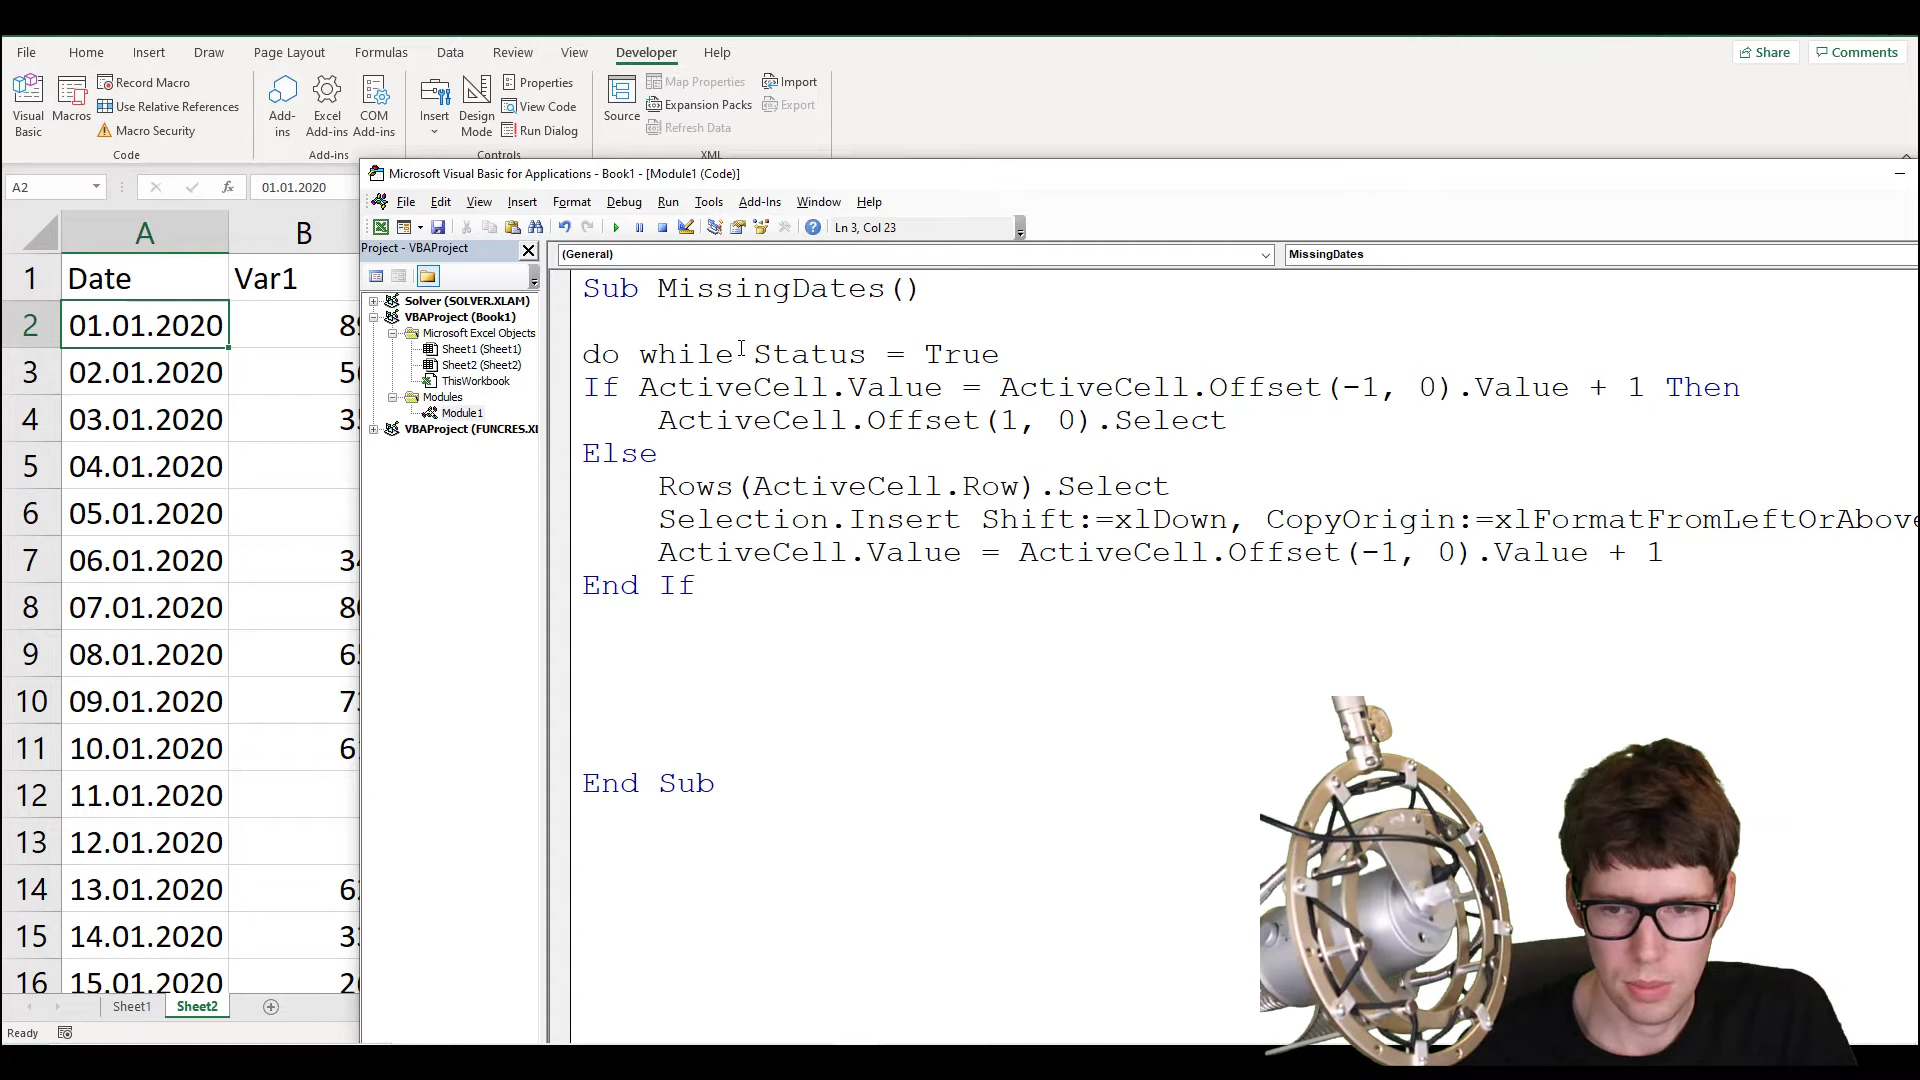 File Home Insert Draw Page Layout Formulas Data Review View Developer Help Share Comments
Visual Basic
Macros
Record Macro
Use Relative References
Macro Security
Code
Add-ins
Excel Add-ins
COM Add-ins
Add-ins
Insert
Design Mode
Properties
View Code
Run Dialog
Controls
Source
Map Properties
Expansion Packs
Refresh Data
Import
Export
XML
A2 fx 01.01.2020
Microsoft Visual Basic for Applications - Book1 - [Module1 (Code)]
File Edit View Insert Format Debug Run Tools Add-Ins Window Help
Ln 3, Col 23
Project - VBAProject
(General) MissingDates
Solver (SOLVER.XLAM)
VBAProject (Book1)
Microsoft Excel Objects
Sheet1 (Sheet1)
Sheet2 (Sheet2)
ThisWorkbook
Modules
Module1
VBAProject (FUNCRES.XL
A B
1 Date Var1
2 01.01.2020
3 02.01.2020
4 03.01.2020
5 04.01.2020
6 05.01.2020
7 06.01.2020
8 07.01.2020
9 08.01.2020
10 09.01.2020
11 10.01.2020
12 11.01.2020
13 12.01.2020
14 13.01.2020
15 14.01.2020
16 15.01.2020
Sub MissingDates()
do while Status = True
If ActiveCell.Value = ActiveCell.Offset(-1, 0).Value + 1 Then
ActiveCell.Offset(1, 0).Select
Else
Rows(ActiveCell.Row).Select
Selection.Insert Shift:=xlDown, CopyOrigin:=xlFormatFromLeftOrAbove
ActiveCell.Value = ActiveCell.Offset(-1, 0).Value + 1
End If
End Sub
Sheet1 Sheet2
Ready